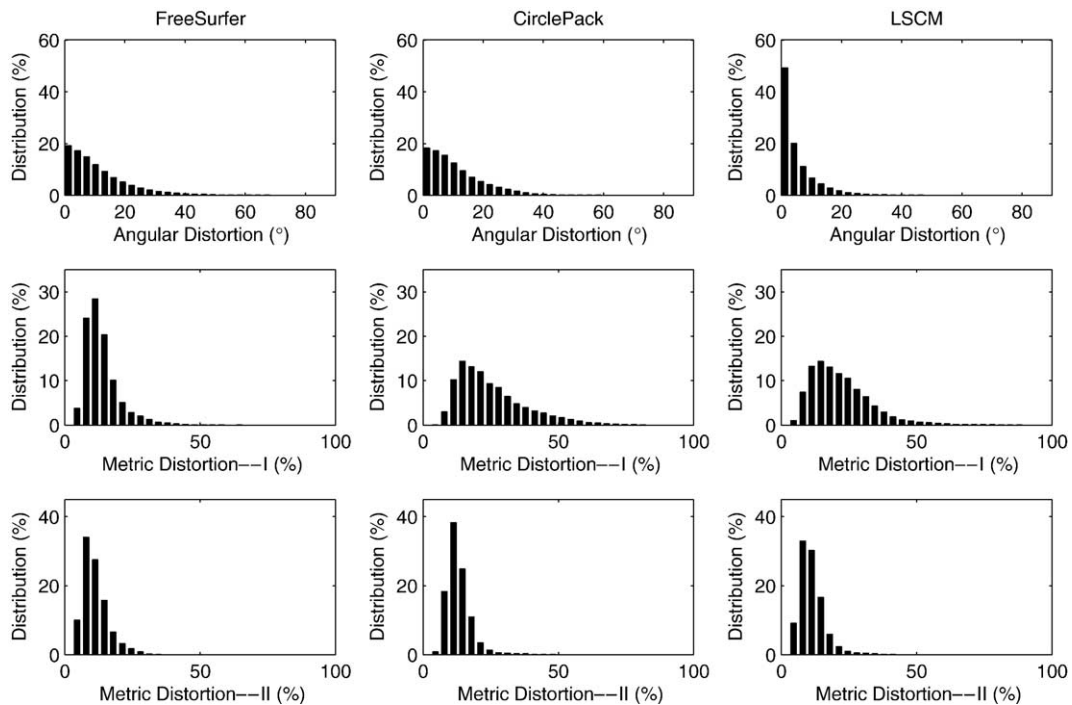 FreeSurfer CirclePack LSCM
60 60 60
40 40 40
20 20 20
0 0 0
Distribution (%) Distribution (%) Distribution (%)
0 20 40 60 80 0 20 40 60 80 0 20 40 60 80
Angular Distortion (°) Angular Distortion (°) Angular Distortion (°)
30 30 30
20 20 20
10 10 10
0 0 0
Distribution (%) Distribution (%) Distribution (%)
0 50 100 0 50 100 0 50 100
Metric Distortion−−I (%) Metric Distortion−−I (%) Metric Distortion−−I (%)
40 40 40
20 20 20
0 0 0
Distribution (%) Distribution (%) Distribution (%)
0 50 100 0 50 100 0 50 100
Metric Distortion−−II (%) Metric Distortion−−II (%) Metric Distortion−−II (%)